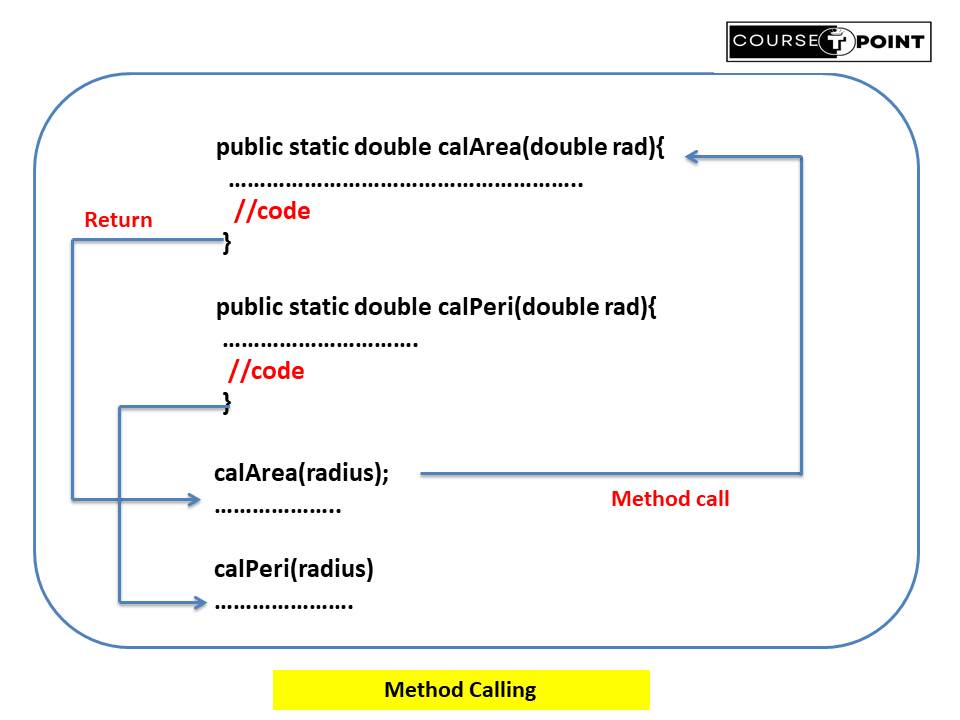 COURSE T POINT
public static double calArea(double rad){
……………………………………………..
//code
Return
}
public static double calPeri(double rad){
………………………….
//code
}
calArea(radius);
Method call
………………..
calPeri(radius)
………………….
Method Calling